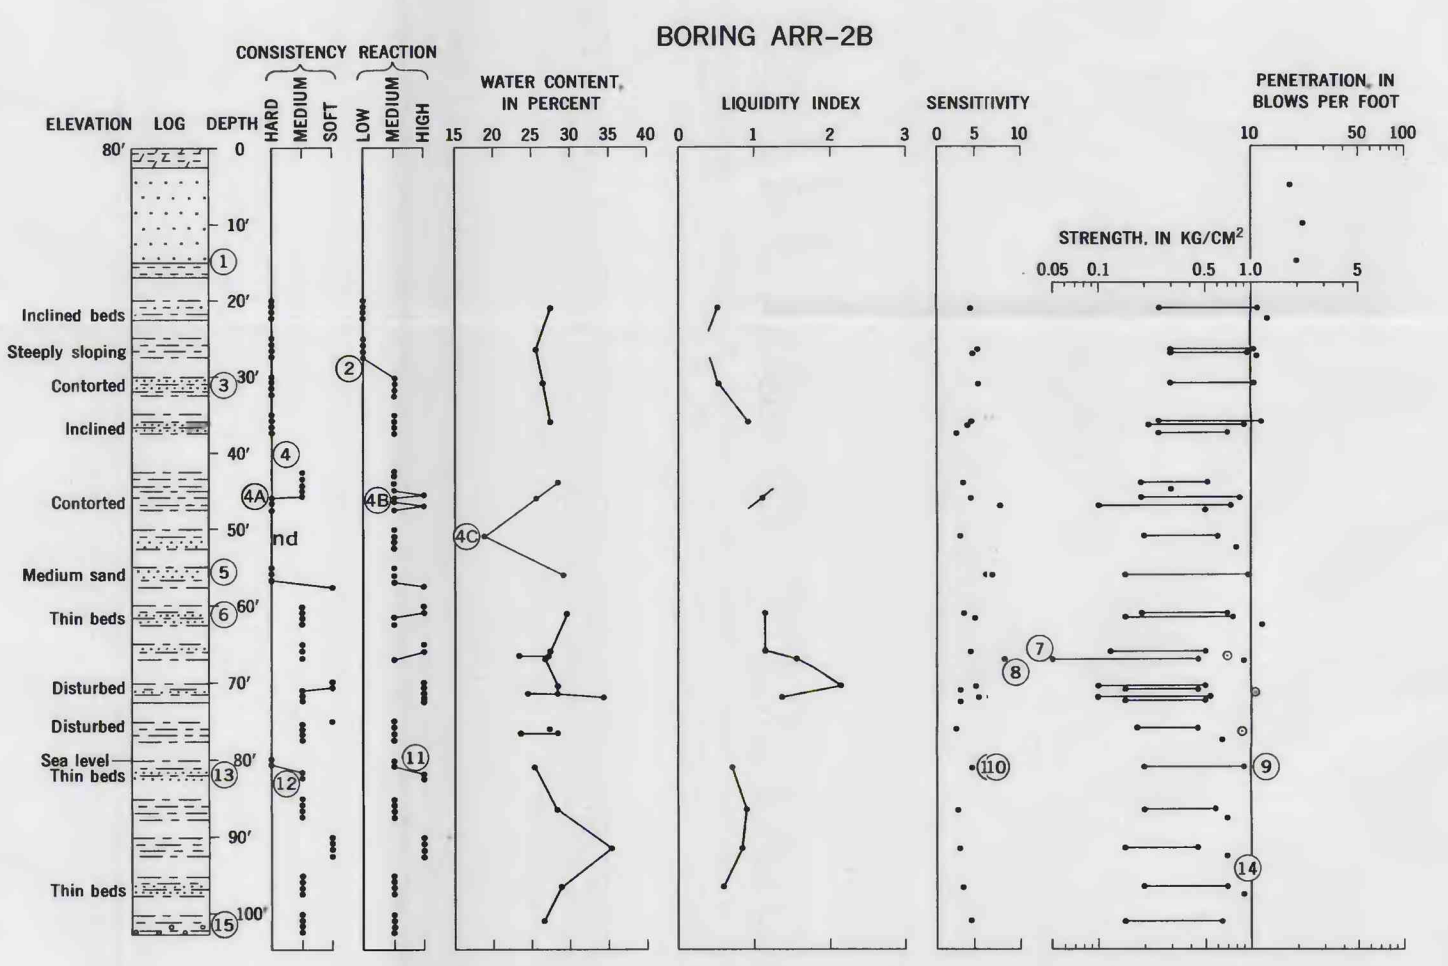 BORING ARR-2B
CONSISTENCY REACTION
HARD
MEDIUM
SOFT
LOW
MEDIUM
HIGH
WATER CONTENT,
IN PERCENT
LIQUIDITY INDEX
SENSITIVITY
PENETRATION, IN
BLOWS PER FOOT
ELEVATION LOG DEPTH
15 20 25 30 35 40
0 1 2 3
0 5 10
10 50 100
80' 0
10'
STRENGTH, IN KG/CM2
1
0.05 0.1 0.5 1.0 5
20'
Inclined beds
Steeply sloping
2
30'
Contorted 3
Inclined
40'
4
4A 4B
Contorted
50'
nd 4C
Medium sand 5
60'
Thin beds 6
7
8
70'
Disturbed
Disturbed
Sea level 80' 11
Thin beds 13 12 110 9
90'
14
Thin beds
100'
15